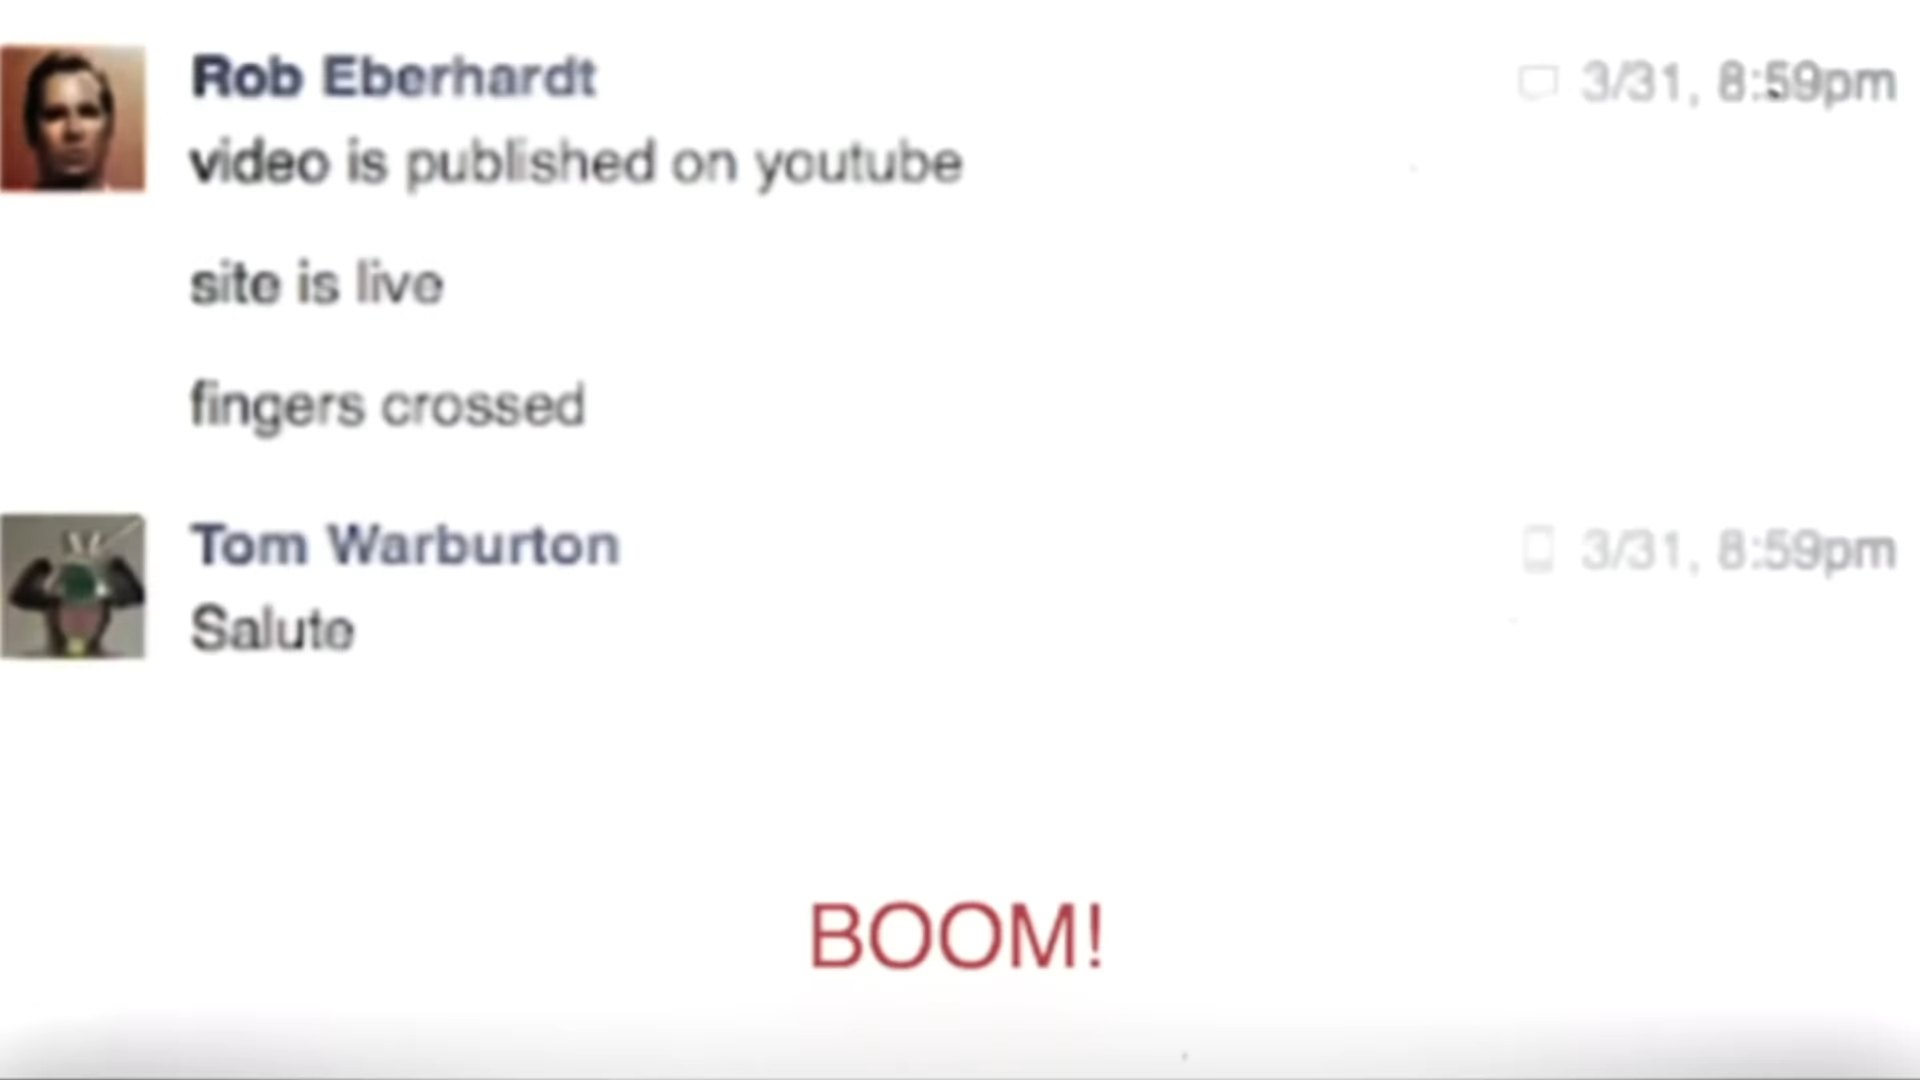 Rob Eberhardt
3/31, 8:59pm
video is published on youtube
site is live
fingers crossed
Tom Warburton
3/31, 8:59pm
Salute
BOOM!